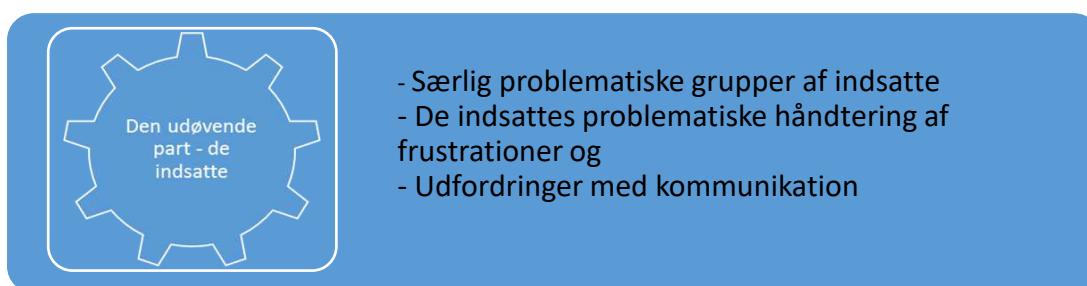 Den udøvende
part - de
indsatte
- Særlig problematiske grupper af indsatte
- De indsattes problematiske håndtering af
frustrationer og
- Udfordringer med kommunikation